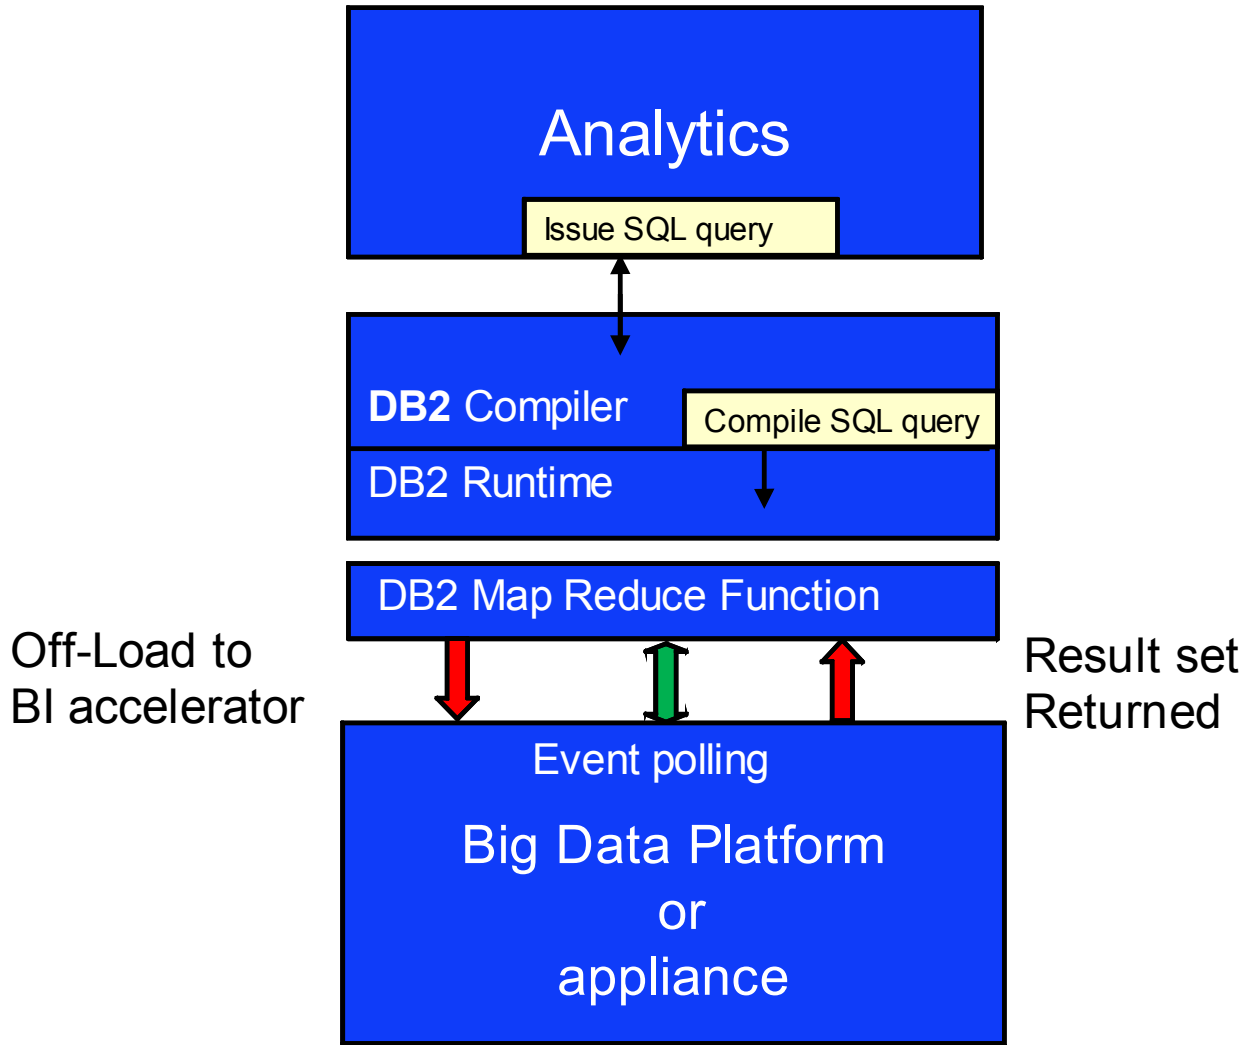 Analytics
Issue SQL query
DB2 Compiler
Compile SQL query
DB2 Runtime
DB2 Map Reduce Function
Off-Load to
BI accelerator
Result set
Returned
Event polling
Big Data Platform
or
appliance